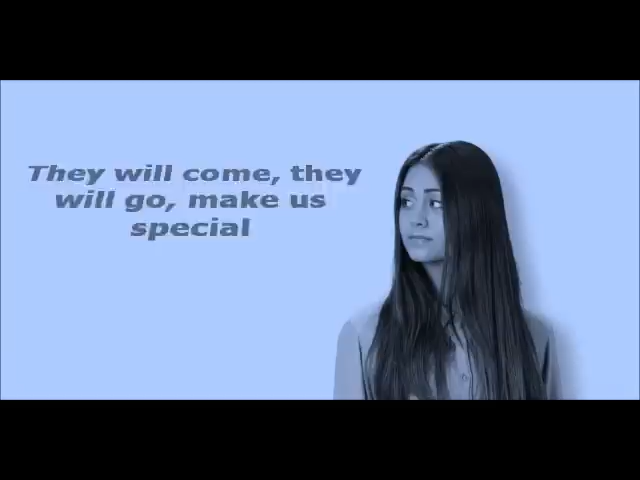 They will come, they
will go, make us
special